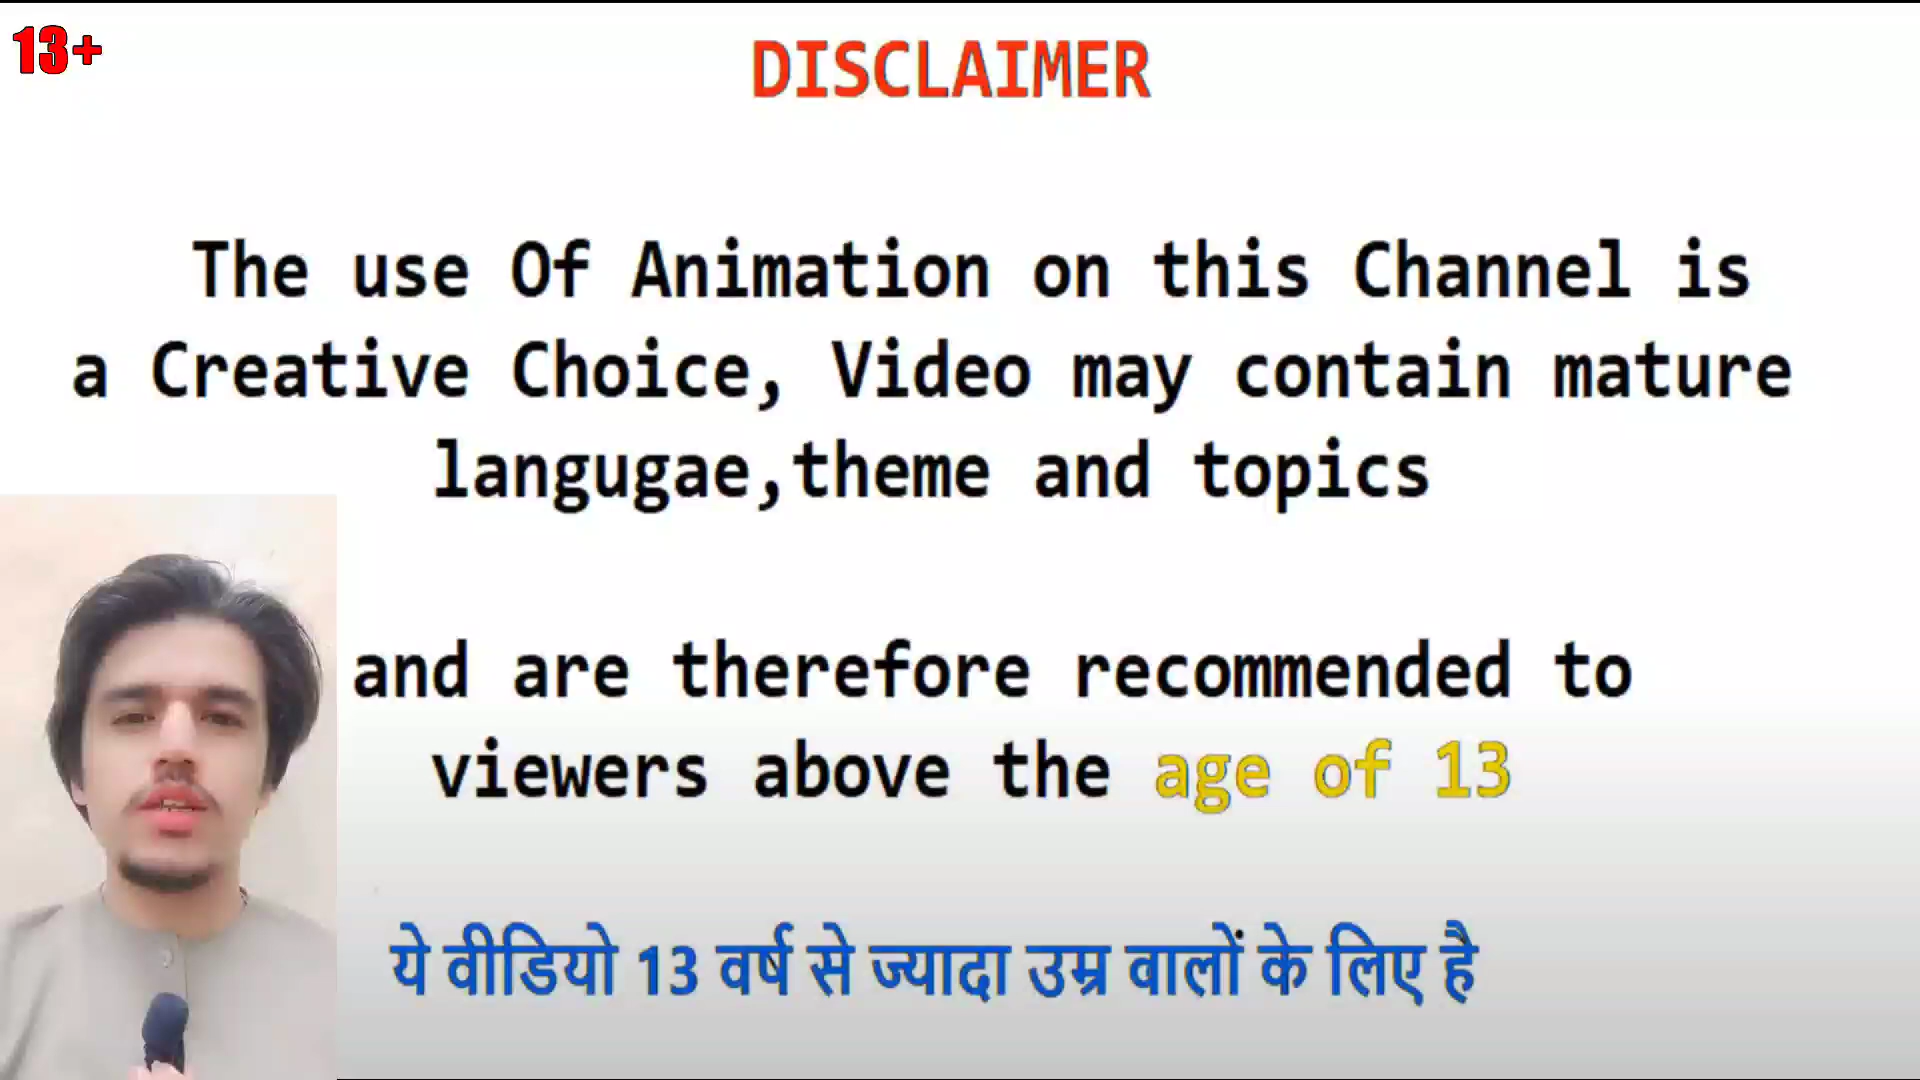 13+
DISCLAIMER
The use Of Animation on this Channel is
a Creative Choice, Video may contain mature
langugae,theme and topics
and are therefore recommended to
viewers above the age of 13
ये वीडियो 13 वर्ष से ज्यादा उम्र वालों के लिए है